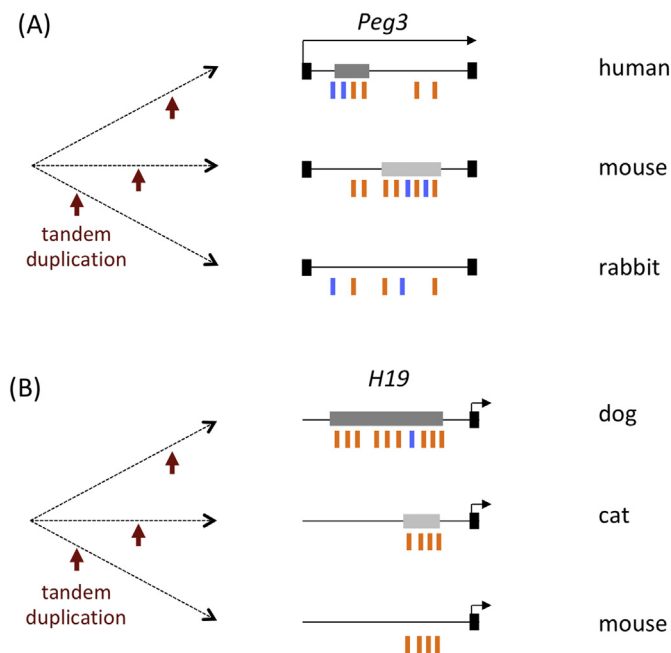 (A)
Peg3
human
mouse
tandem
duplication
rabbit
(B)
H19
dog
cat
tandem
duplication
mouse